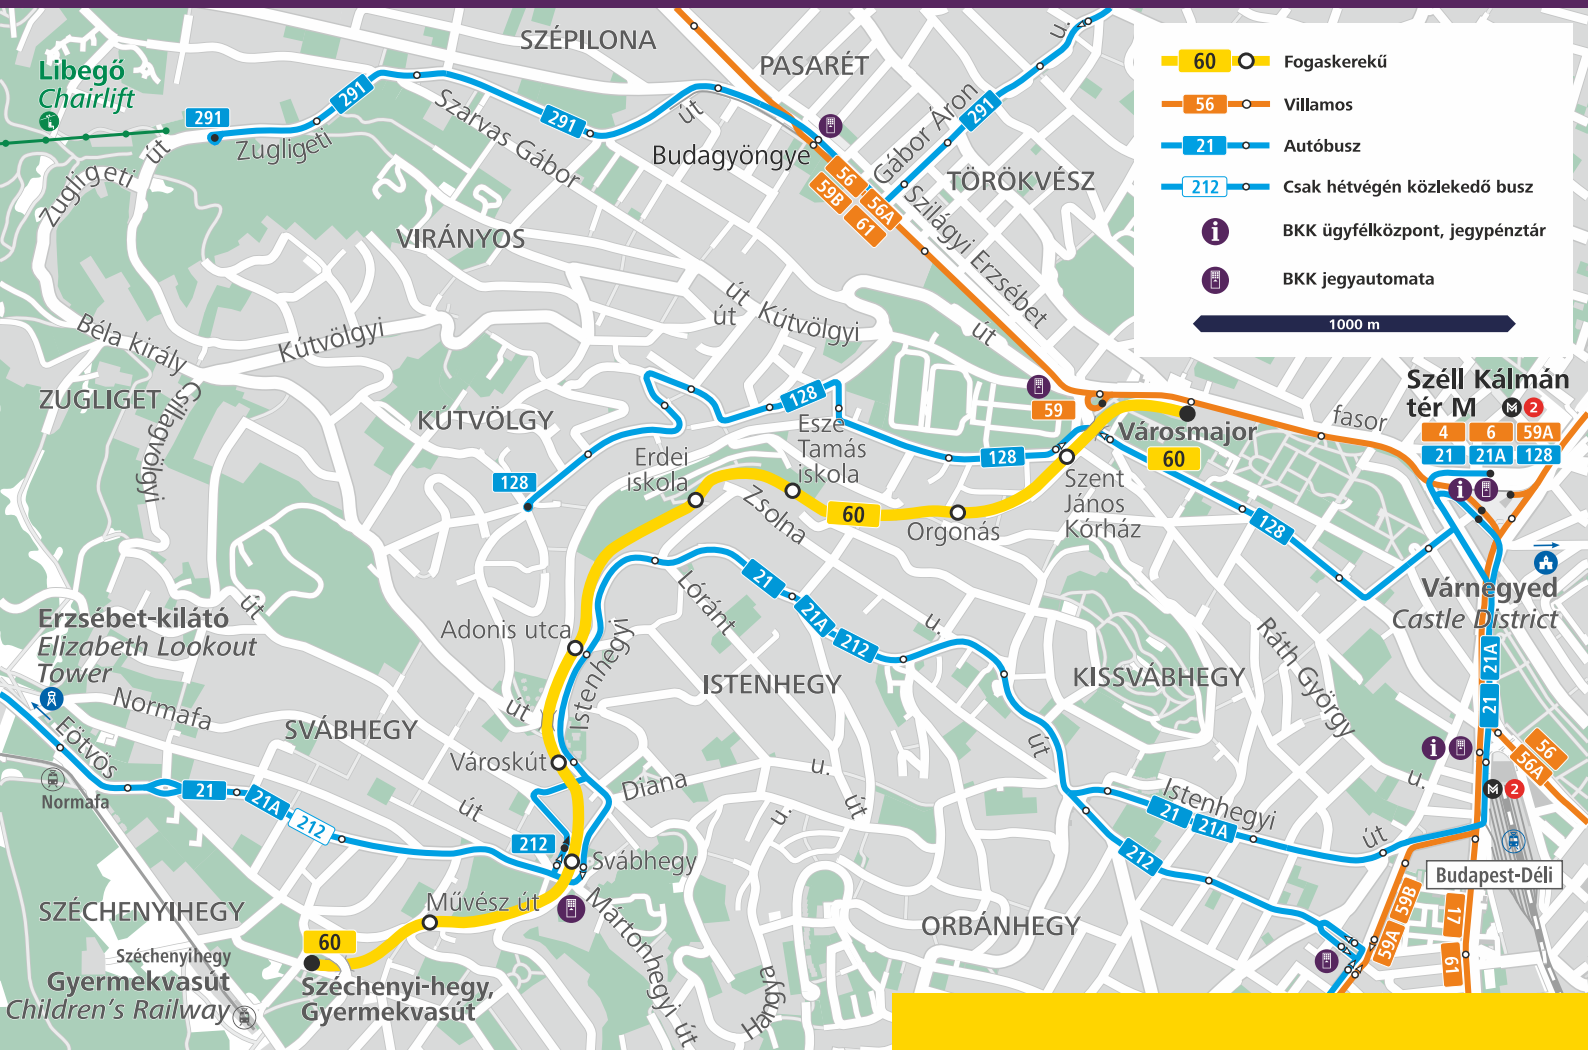 SZÉPILONA
PASARÉT
u.
Libegő
Chairlift
291
291
291
291
Zugligeti
út
Zugligeti
Szarvas Gábor
út
Budagyöngye
Gábor Áron
TÖRÖKVÉSZ
56
59B
56A
61
Szilágyi Erzsébet
út
VIRÁNYOS
60
Fogaskerekű
56
Villamos
21
Autóbusz
212
Csak hétvégén közlekedő busz
BKK ügyfélközpont, jegypénztár
BKK jegyautomata
1000 m
út
út
Kútvölgyi
Béla király
Kútvölgyi
ZUGLIGET
Csillagvölgyi
út
KÚTVÖLGY
128
128
128
128
59
Városmajor
60
fasor
Széll Kálmán
tér M
M 2
4
6
59A
21
21A
128
Esze
Tamás
iskola
Erdei
iskola
Zsolna
60
Orgonás
Szent
János
Kórház
Várnegyed
Castle District
Lóránt
21
21A
212
u.
Adonis utca
Istenhegyi
út
ISTENHEGY
KISSVÁBHEGY
Ráth György
u.
21A
21
Erzsébet-kilátó
Elizabeth Lookout
Tower
Normafa
Eötvös
út
SVÁBHEGY
Normafa
21
21A
212
Városkút
212
Diana
u.
u.
út
út
Svábhegy
Istenhegyi
út
21
21A
212
56
56A
M 2
Budapest-Déli
59B
59A
17
61
SZÉCHENYIHEGY
Széchenyihegy
Gyermekvasút
Children's Railway
60
Művész út
Széchenyi-hegy,
Gyermekvasút
Mártonhegyi
út
Hangya
ORBÁNHEGY